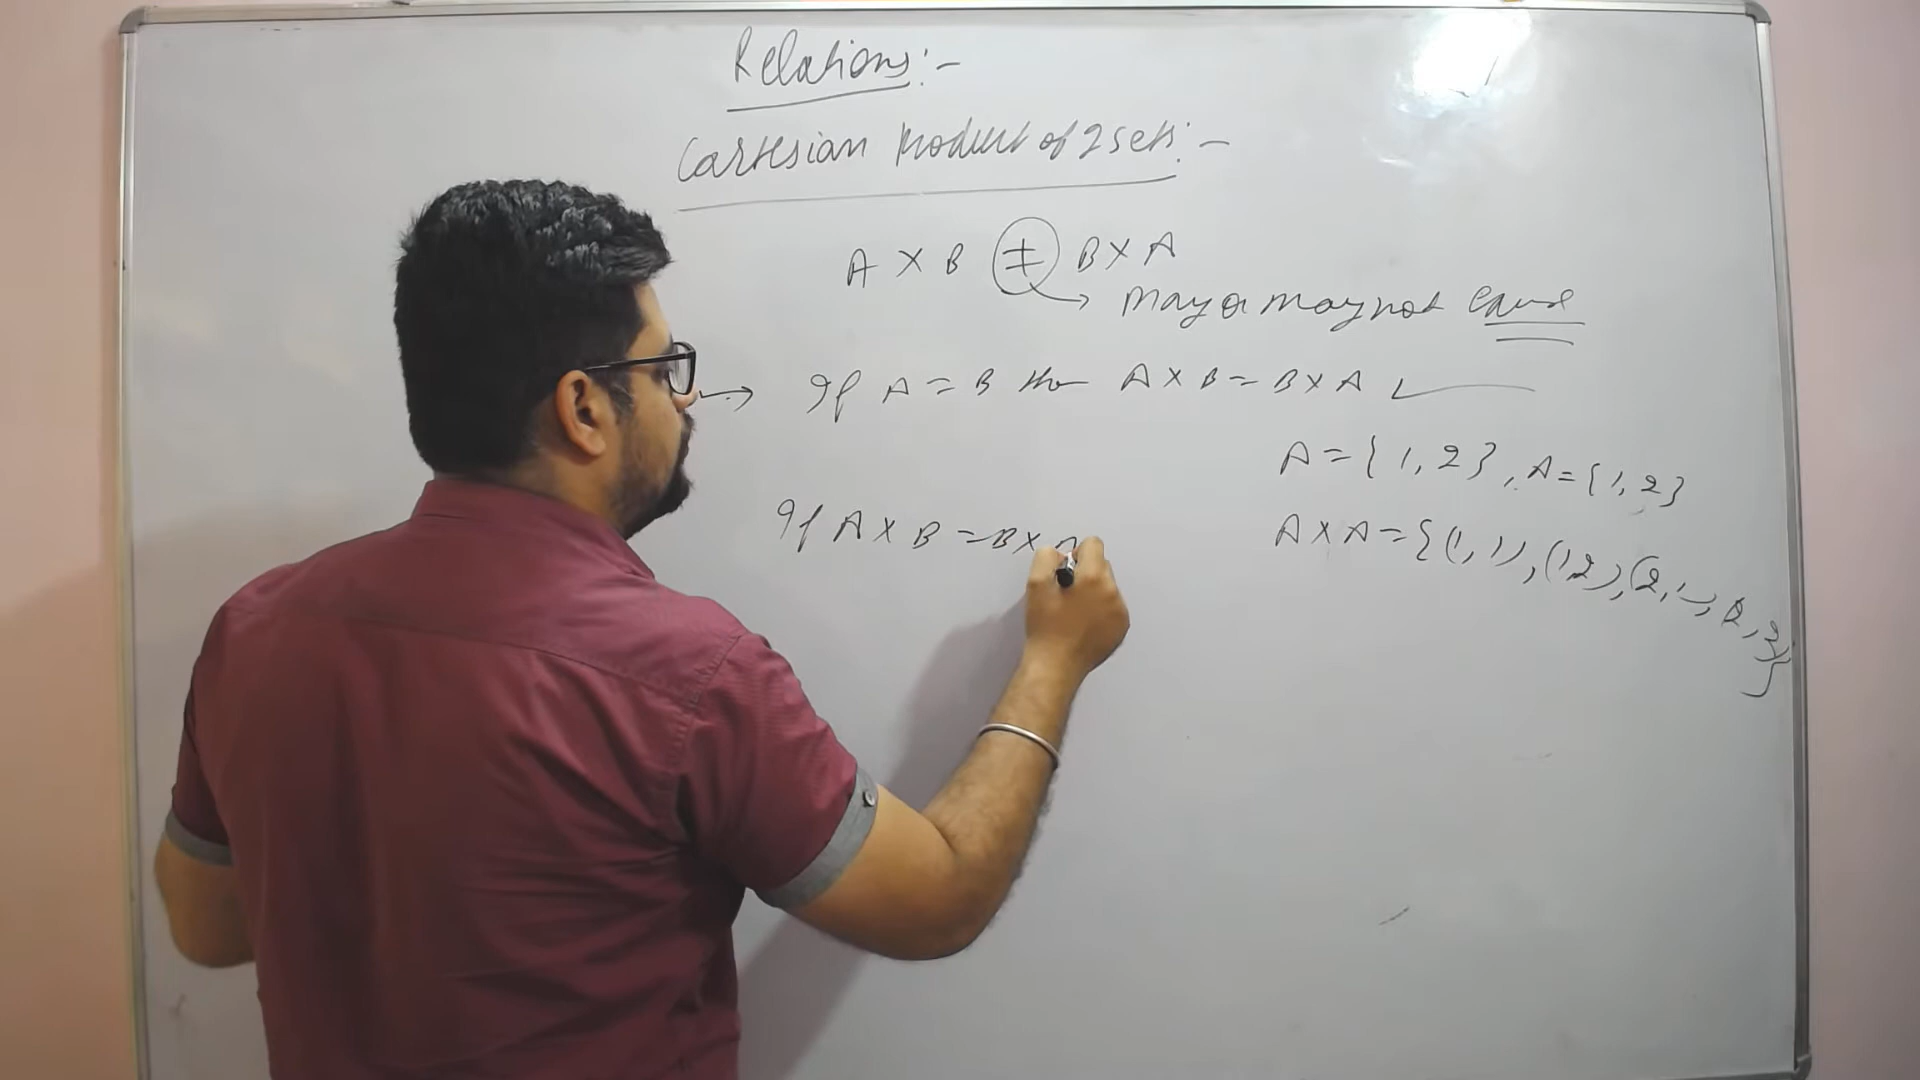 Relations:-
Cartesian Product of 2 sets:-
A × B ≠ B × A
→ may or may not equal
→ If A = B then A × B = B × A
A = {1, 2}, A = {1, 2}
A × A = {(1, 1), (1 2), (2, 1), (2, 2)}
If A × B = B × A